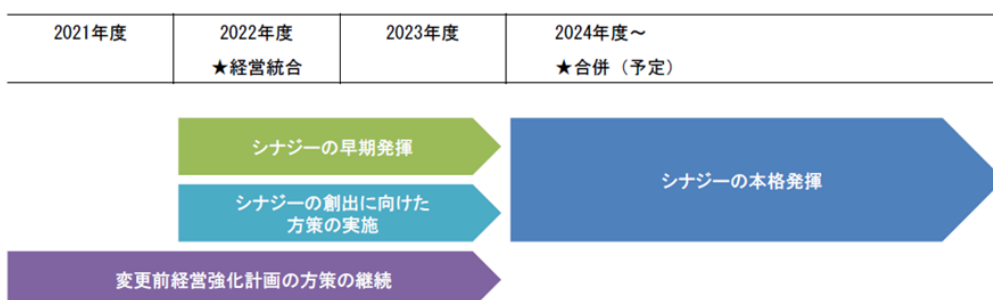 2021年度
2022年度
★経営統合
2023年度
2024年度～
★合併（予定）
シナジーの早期発揮
シナジーの創出に向けた
方策の実施
シナジーの本格発揮
変更前経営強化計画の方策の継続